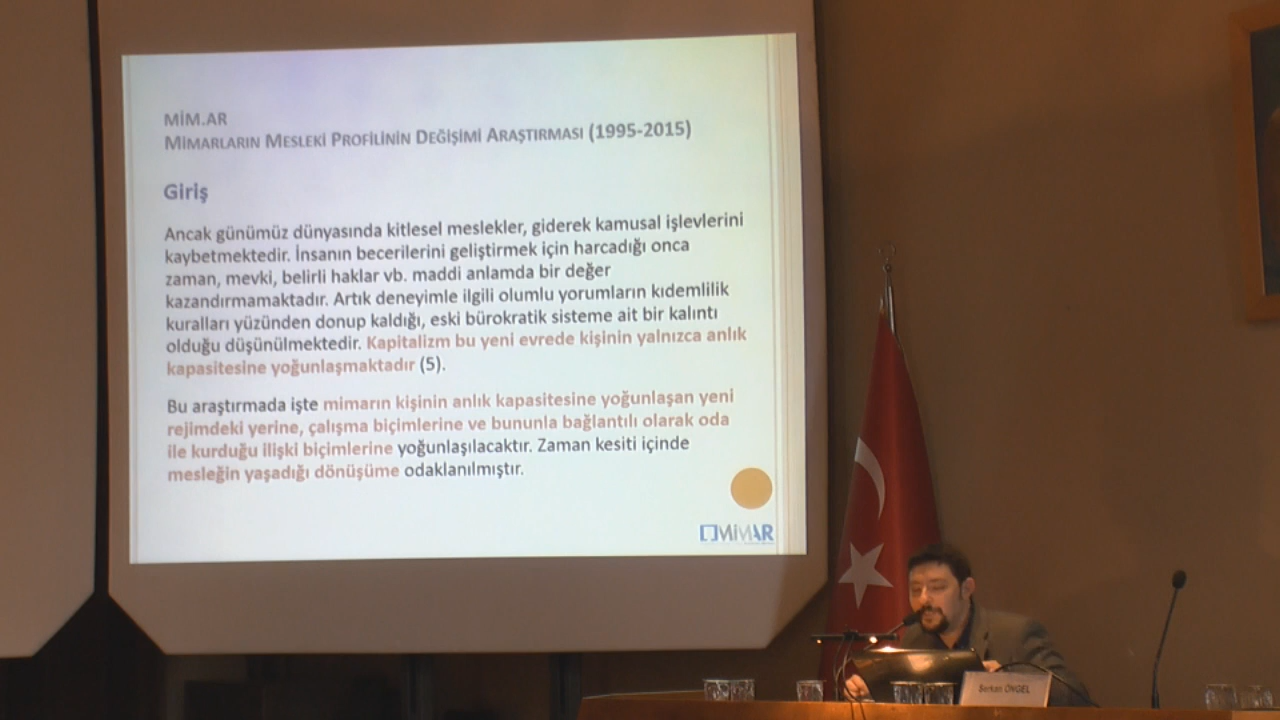 MİM.AR
MİMARLARIN MESLEKİ PROFİLİNİN DEĞİŞİMİ ARAŞTIRMASI (1995-2015)
Giriş
Ancak günümüz dünyasında kitlesel meslekler, giderek kamusal işlevlerini
kaybetmektedir. İnsanın becerilerini geliştirmek için harcadığı onca
zaman, mevki, belirli haklar vb. maddi anlamda bir değer
kazandırmamaktadır. Artık deneyimle ilgili olumlu yorumların kıdemlilik
kuralları yüzünden donup kaldığı, eski bürokratik sisteme ait bir kalıntı
olduğu düşünülmektedir. Kapitalizm bu yeni evrede kişinin yalnızca anlık
kapasitesine yoğunlaşmaktadır (5).
Bu araştırmada işte mimarın kişinin anlık kapasitesine yoğunlaşan yeni
rejimdeki yerine, çalışma biçimlerine ve bununla bağlantılı olarak oda
ile kurduğu ilişki biçimlerine yoğunlaşılacaktır. Zaman kesiti içinde
mesleğin yaşadığı dönüşüme odaklanılmıştır.
MİMAR
Serkan ÖNGEL